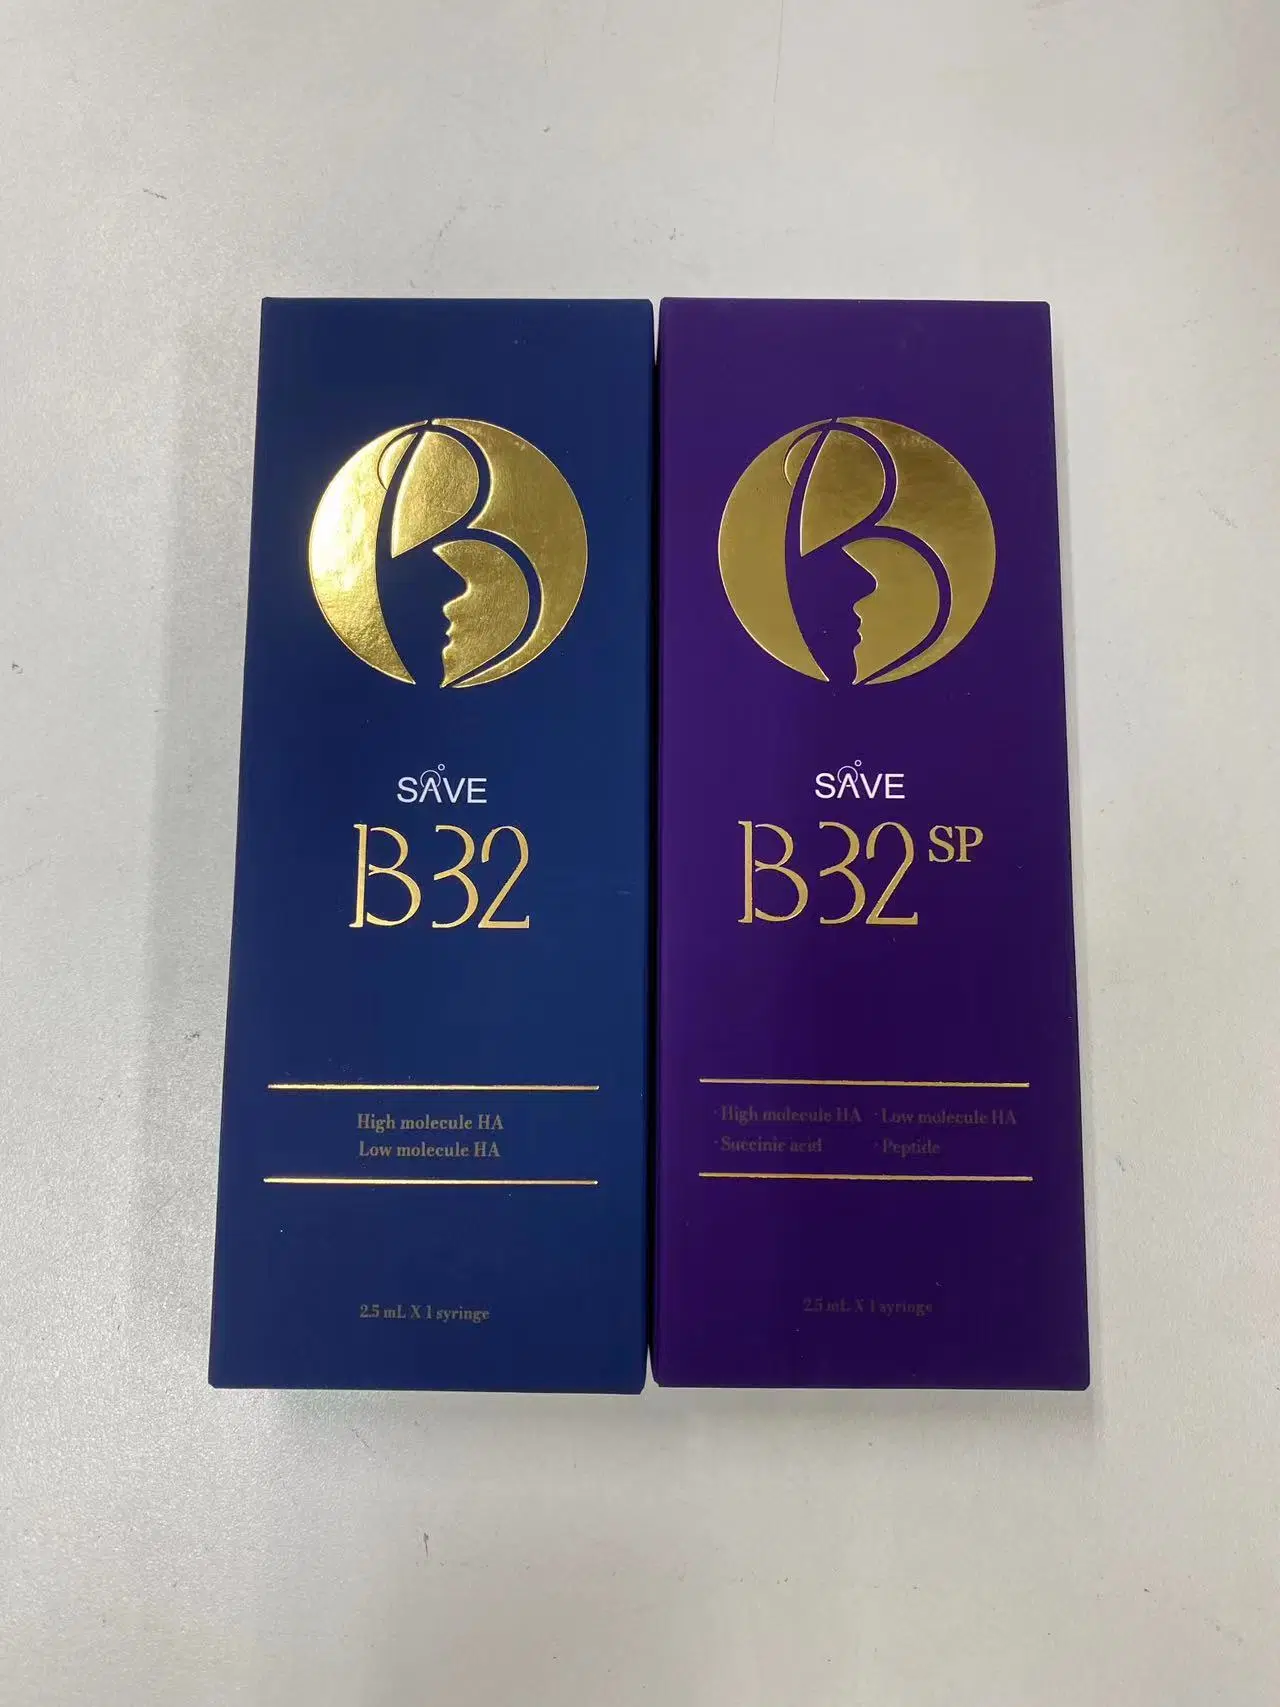 SAVE
B32
High molecule HA
Low molecule HA
2.5 mL X 1 syringe
SAVE
B32 SP
·High molecule HA ·Low molecule HA
·Succinic acid ·Peptide
2.5 mL X 1 syringe